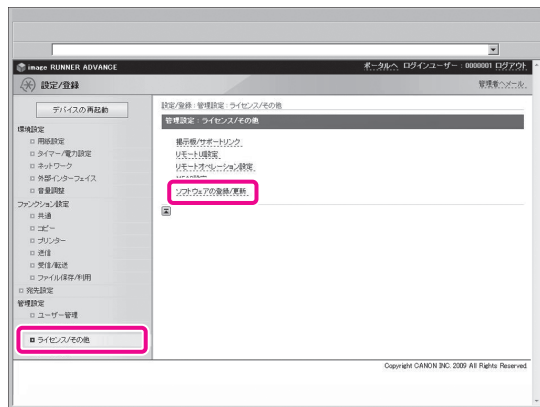 image RUNNER ADVANCE
ポータルへ ログインユーザー : 0000001 ログアウト
設定/登録
管理者へメール
デバイスの再起動
設定/登録 : 管理設定 : ライセンス/その他
管理設定 : ライセンス/その他
環境設定
用紙設定
タイマー/電力設定
ネットワーク
外部インターフェイス
音量調整
ファンクション設定
共通
コピー
プリンター
送信
受信/転送
ファイル保存/利用
宛先設定
管理設定
ユーザー管理
ライセンス/その他
掲示板/サポートリンク
リモートUI設定
リモートオペレーション設定
ソフトウェアの登録/更新
Copyright CANON INC. 2009 All Rights Reserved